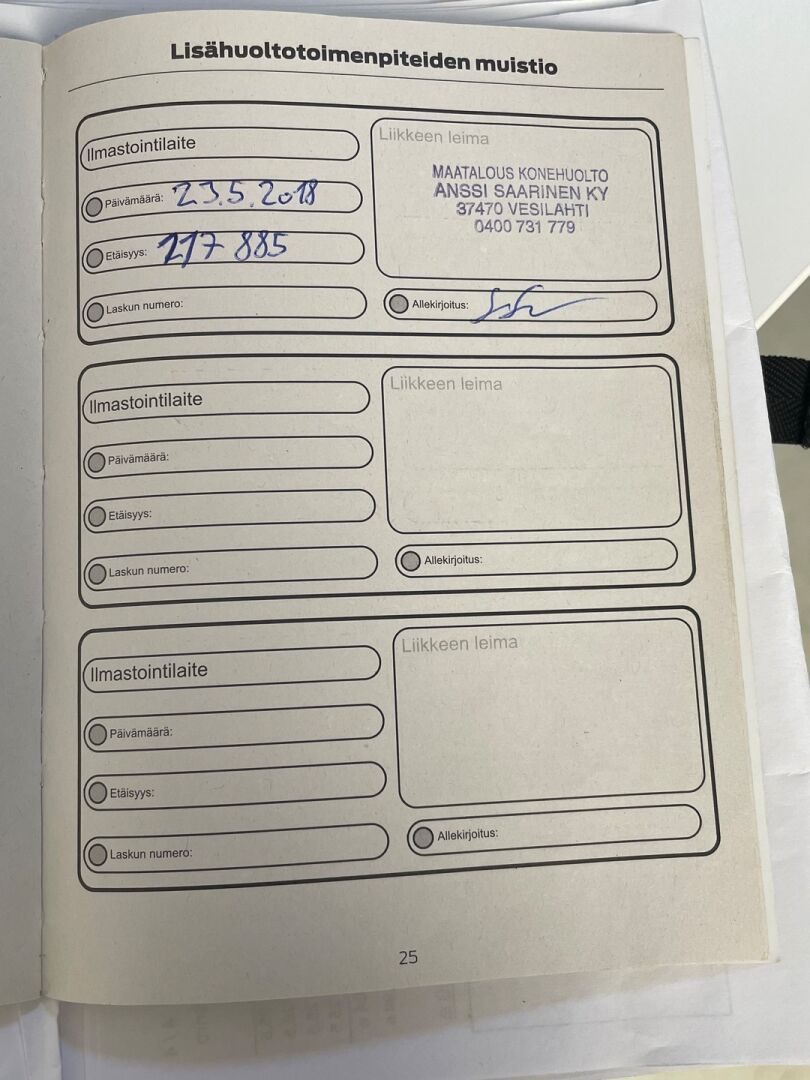 Lisähuoltotoimenpiteiden muistio
Ilmastointilaite
Päivämäärä: 23.5.2018
Etäisyys: 217 885
Laskun numero:
Liikkeen leima
MAATALOUS KONEHUOLTO
ANSSI SAARINEN KY
37470 VESILAHTI
0400 731 779
Allekirjoitus:
Ilmastointilaite
Päivämäärä:
Etäisyys:
Laskun numero:
Liikkeen leima
Allekirjoitus:
Ilmastointilaite
Päivämäärä:
Etäisyys:
Laskun numero:
Liikkeen leima
Allekirjoitus:
25